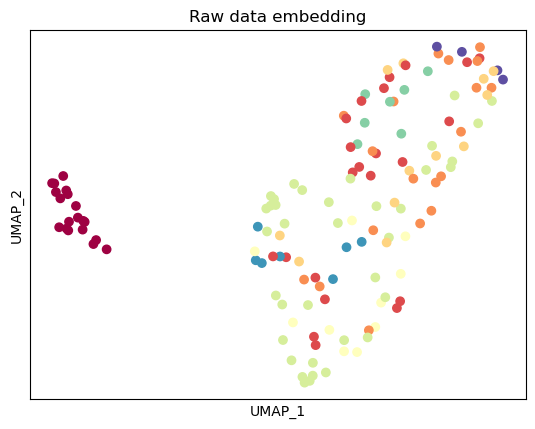 Raw data embedding
UMAP_2
UMAP_1